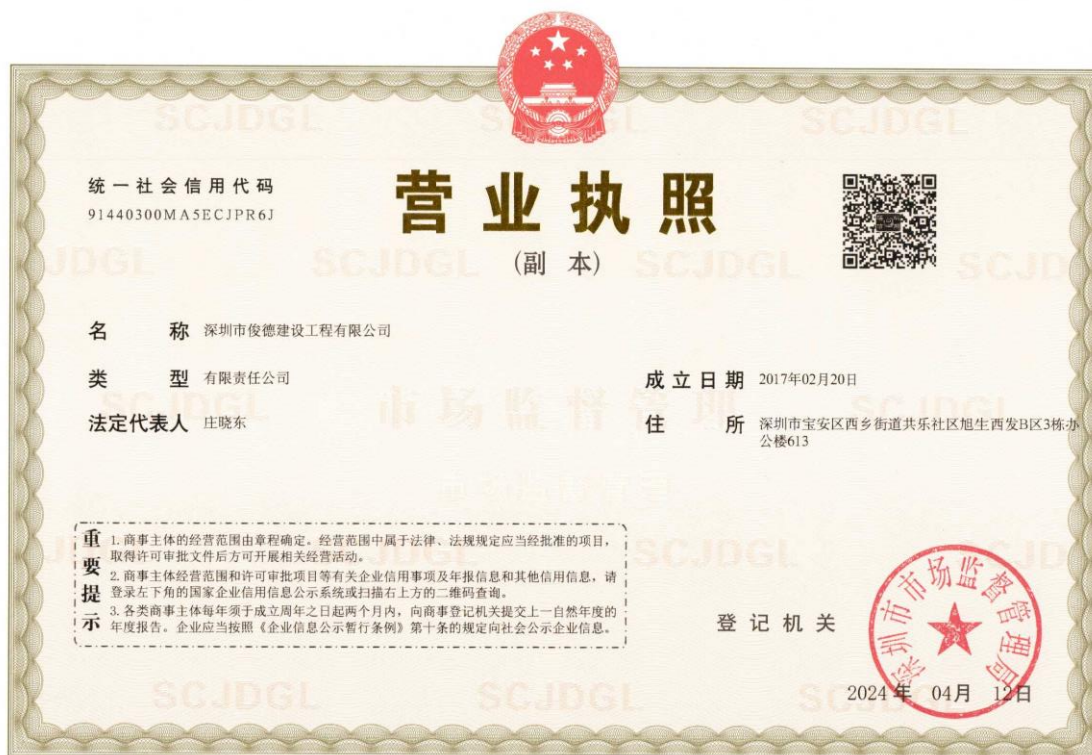 统一社会信用代码
91440300MA5ECJPR6J
营业执照
(副 本)
名 称 深圳市俊德建设工程有限公司
类 型 有限责任公司
法定代表人 庄晓东
成立日期 2017年02月20日
住 所 深圳市宝安区西乡街道共乐社区旭生西发B区3栋办
公楼613
重要提示
1. 商事主体的经营范围由章程确定。经营范围中属于法律、法规规定应当经批准的项目，
取得许可审批文件后方可开展相关经营活动。
2. 商事主体经营范围和许可审批项目等有关企业信用事项及年报信息和其他信用信息，请
登录左下角的国家企业信用信息公示系统或扫描右上方的二维码查询。
3. 各类商事主体每年须于成立周年之日起两个月内，向商事登记机关提交上一自然年度的
年度报告。企业应当按照《企业信息公示暂行条例》第十条的规定向社会公示企业信息。
登记机关
深圳市市场监督管理局
2024年 04月 12日
SCJDGL
市场监督管理